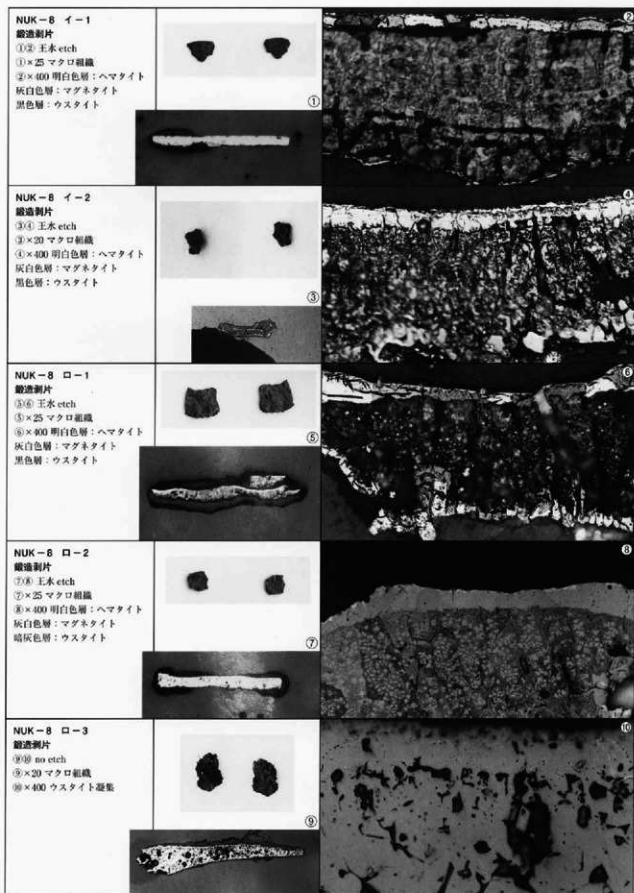 NUK-8 イ-1
鍛造剥片
①② 王水 etch
①×25 マクロ組織
②×400 明白色層：ヘマタイト
灰白色層：マグネタイト
黒色層：ウスタイト
①
②
NUK-8 イ-2
鍛造剥片
③④ 王水 etch
③×20 マクロ組織
④×400 明白色層：ヘマタイト
灰白色層：マグネタイト
黒色層：ウスタイト
③
④
NUK-8 ロ-1
鍛造剥片
⑤⑥ 王水 etch
⑤×25 マクロ組織
⑥×400 明白色層：ヘマタイト
灰白色層：マグネタイト
黒色層：ウスタイト
⑤
⑥
NUK-8 ロ-2
鍛造剥片
⑦⑧ 王水 etch
⑦×25 マクロ組織
⑧×400 明白色層：ヘマタイト
灰白色層：マグネタイト
暗灰色層：ウスタイト
⑦
⑧
NUK-8 ロ-3
鍛造剥片
⑨⑩ no etch
⑨×20 マクロ組織
⑩×400 ウスタイト凝集
⑨
⑩